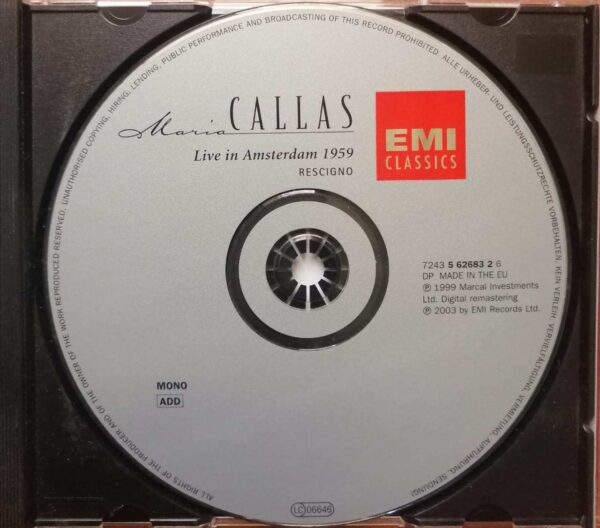 Maria CALLAS
Live in Amsterdam 1959
RESCIGNO
EMI
CLASSICS
7243 5 62683 2 6
DP MADE IN THE EU
℗ 1999 Marcal Investments
Ltd. Digital remastering
℗ 2003 by EMI Records Ltd.
MONO
ADD
LC 06646
ALL RIGHTS OF THE PRODUCER AND OF THE OWNER OF THE WORK REPRODUCED RESERVED, UNAUTHORISED COPYING, HIRING, LENDING, PUBLIC PERFORMANCE AND BROADCASTING OF THIS RECORD PROHIBITED. ALLE URHEBER- UND LEISTUNGSSCHUTZRECHTE VORBEHALTEN. KEIN VERLEIH, VERVIELFÄLTIGUNG, VERMIETUNG, AUFFÜHRUNG, SENDUNG!